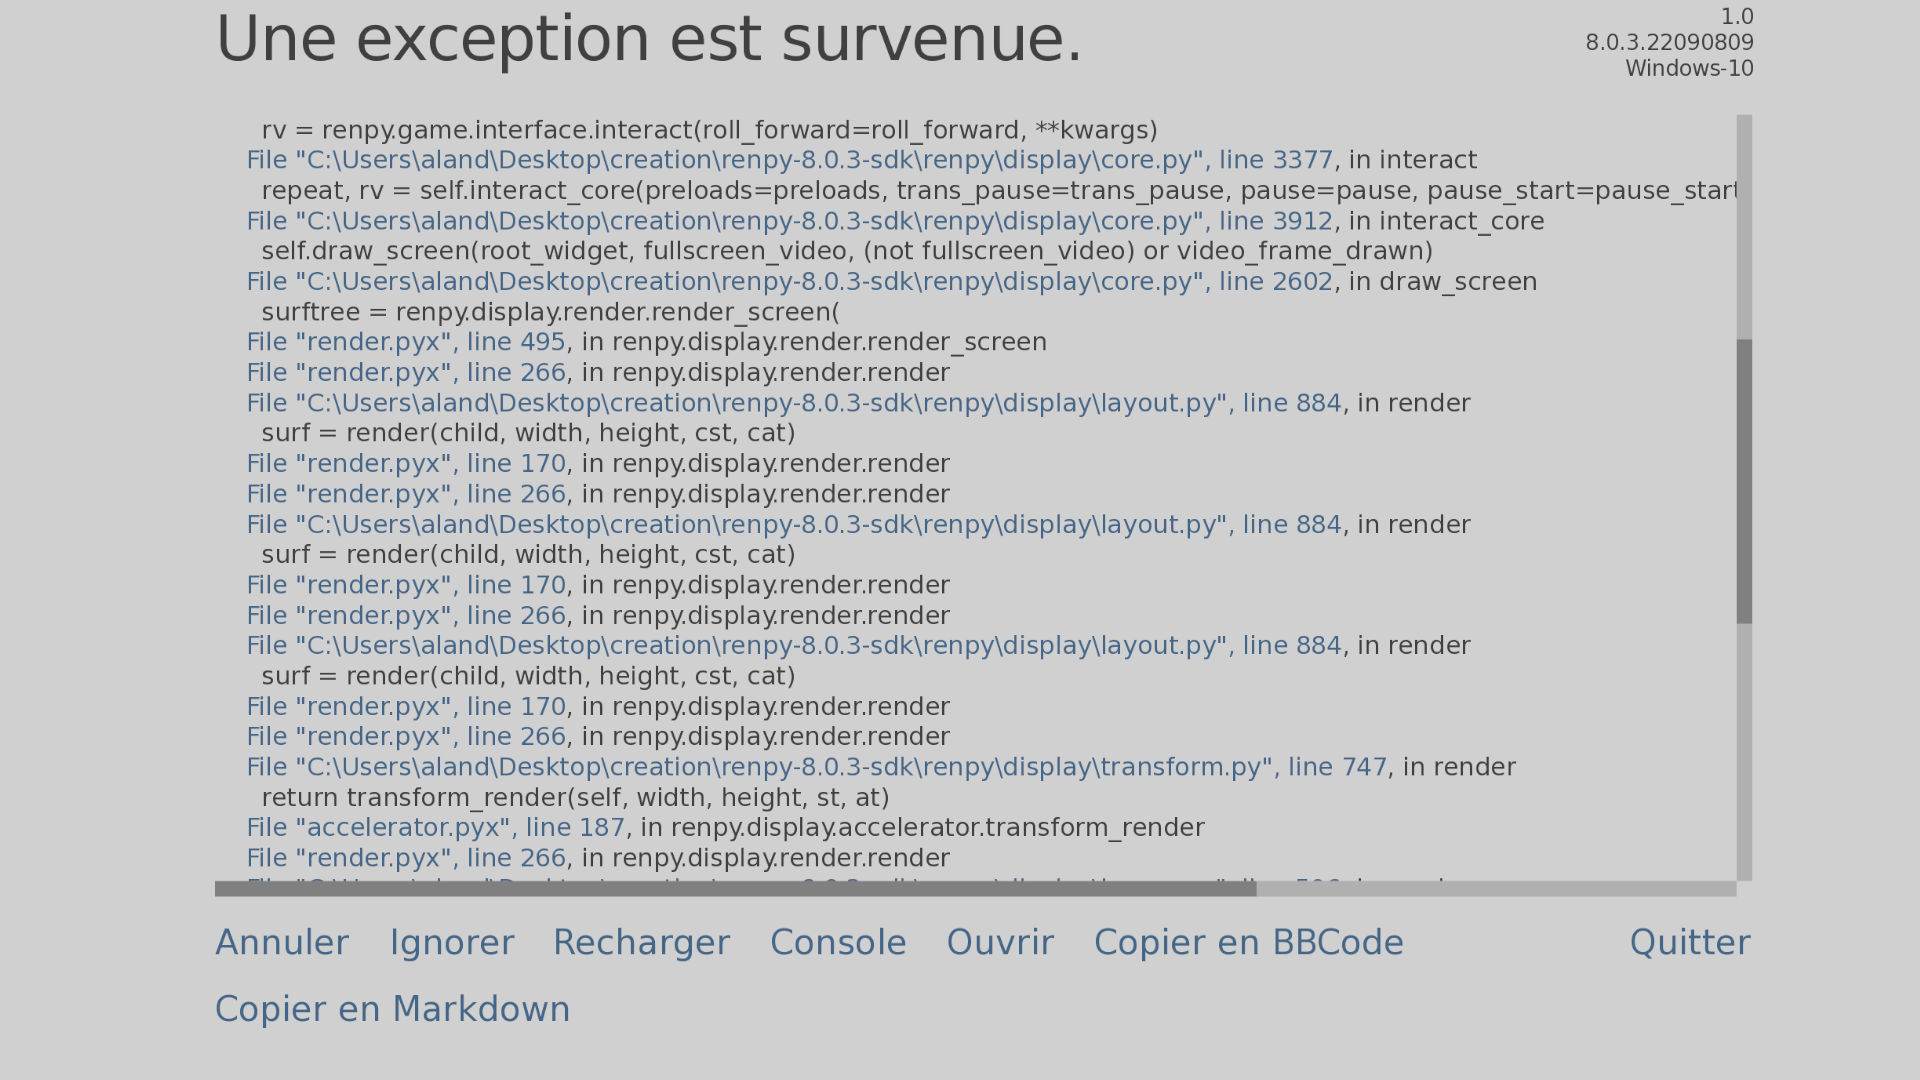 Une exception est survenue.
1.0
8.0.3.22090809
Windows-10
rv = renpy.game.interface.interact(roll_forward=roll_forward, **kwargs)
File "C:\Users\aland\Desktop\creation\renpy-8.0.3-sdk\renpy\display\core.py", line 3377, in interact
repeat, rv = self.interact_core(preloads=preloads, trans_pause=trans_pause, pause=pause, pause_start=pause_start
File "C:\Users\aland\Desktop\creation\renpy-8.0.3-sdk\renpy\display\core.py", line 3912, in interact_core
self.draw_screen(root_widget, fullscreen_video, (not fullscreen_video) or video_frame_drawn)
File "C:\Users\aland\Desktop\creation\renpy-8.0.3-sdk\renpy\display\core.py", line 2602, in draw_screen
surftree = renpy.display.render.render_screen(
File "render.pyx", line 495, in renpy.display.render.render_screen
File "render.pyx", line 266, in renpy.display.render.render
File "C:\Users\aland\Desktop\creation\renpy-8.0.3-sdk\renpy\display\layout.py", line 884, in render
surf = render(child, width, height, cst, cat)
File "render.pyx", line 170, in renpy.display.render.render
File "render.pyx", line 266, in renpy.display.render.render
File "C:\Users\aland\Desktop\creation\renpy-8.0.3-sdk\renpy\display\layout.py", line 884, in render
surf = render(child, width, height, cst, cat)
File "render.pyx", line 170, in renpy.display.render.render
File "render.pyx", line 266, in renpy.display.render.render
File "C:\Users\aland\Desktop\creation\renpy-8.0.3-sdk\renpy\display\layout.py", line 884, in render
surf = render(child, width, height, cst, cat)
File "render.pyx", line 170, in renpy.display.render.render
File "render.pyx", line 266, in renpy.display.render.render
File "C:\Users\aland\Desktop\creation\renpy-8.0.3-sdk\renpy\display\transform.py", line 747, in render
return transform_render(self, width, height, st, at)
File "accelerator.pyx", line 187, in renpy.display.accelerator.transform_render
File "render.pyx", line 266, in renpy.display.render.render
Annuler Ignorer Recharger Console Ouvrir Copier en BBCode Quitter
Copier en Markdown